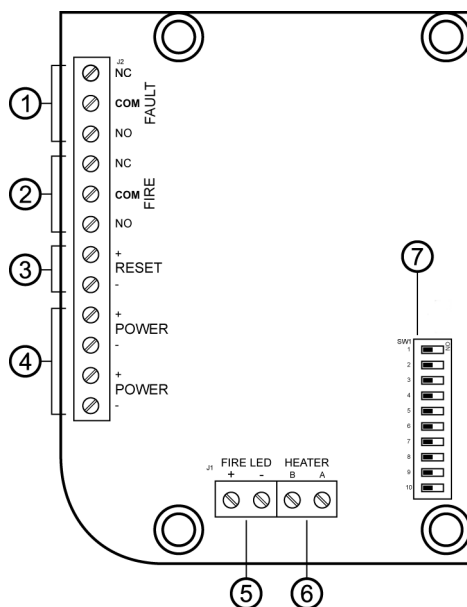 J2
NC
COM
NO
FAULT
1
NC
COM
NO
FIRE
2
+
RESET
-
3
+
POWER
-
+
POWER
-
4
7
SW1
NO
1
2
3
4
5
6
7
8
9
10
J1 FIRE LED HEATER
+ - B A
5 6